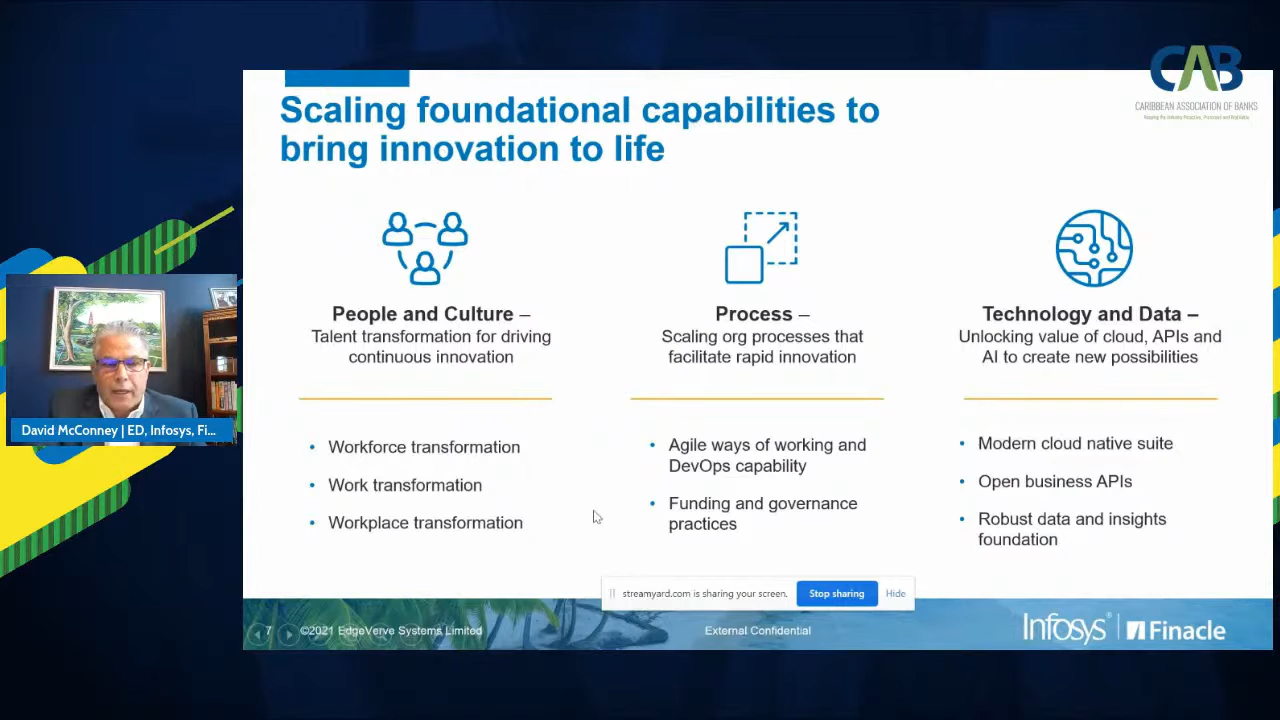 CAB
CARIBBEAN ASSOCIATION OF BANKS
Scaling foundational capabilities to
bring innovation to life
People and Culture –
Talent transformation for driving
continuous innovation
• Workforce transformation
• Work transformation
• Workplace transformation
Process –
Scaling org processes that
facilitate rapid innovation
• Agile ways of working and
DevOps capability
• Funding and governance
practices
Technology and Data –
Unlocking value of cloud, APIs and
AI to create new possibilities
• Modern cloud native suite
• Open business APIs
• Robust data and insights
foundation
David McConney | ED, Infosys, Fi...
streamyard.com is sharing your screen.
Stop sharing
Hide
7
©2021 EdgeVerve Systems Limited
External Confidential
Infosys® | Finacle